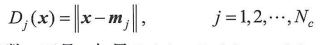 D_j(x) = ‖x − m_j‖, j = 1, 2, ⋯, N_c